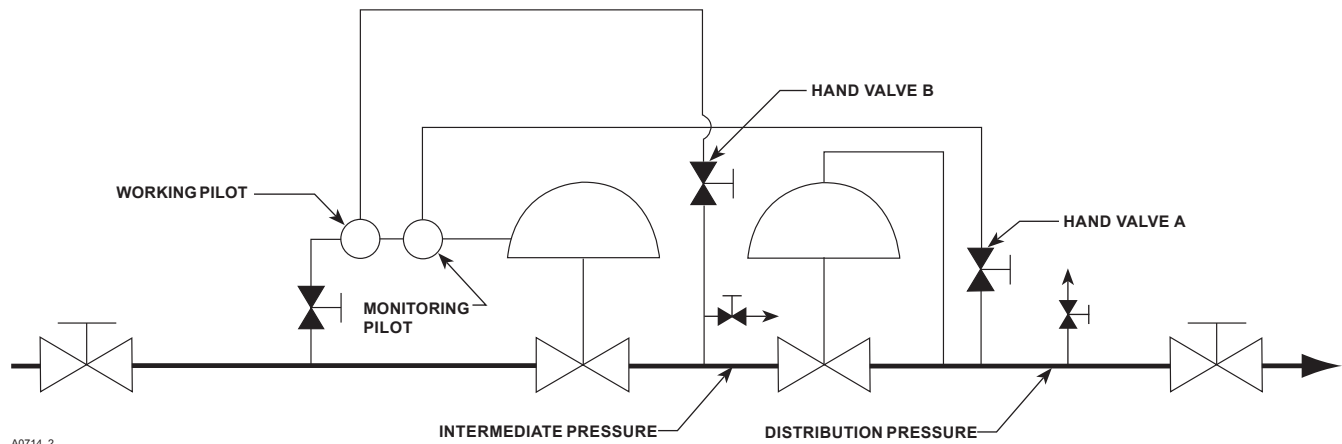 HAND VALVE B
WORKING PILOT
HAND VALVE A
MONITORING
PILOT
INTERMEDIATE PRESSURE
DISTRIBUTION PRESSURE
A0714_2